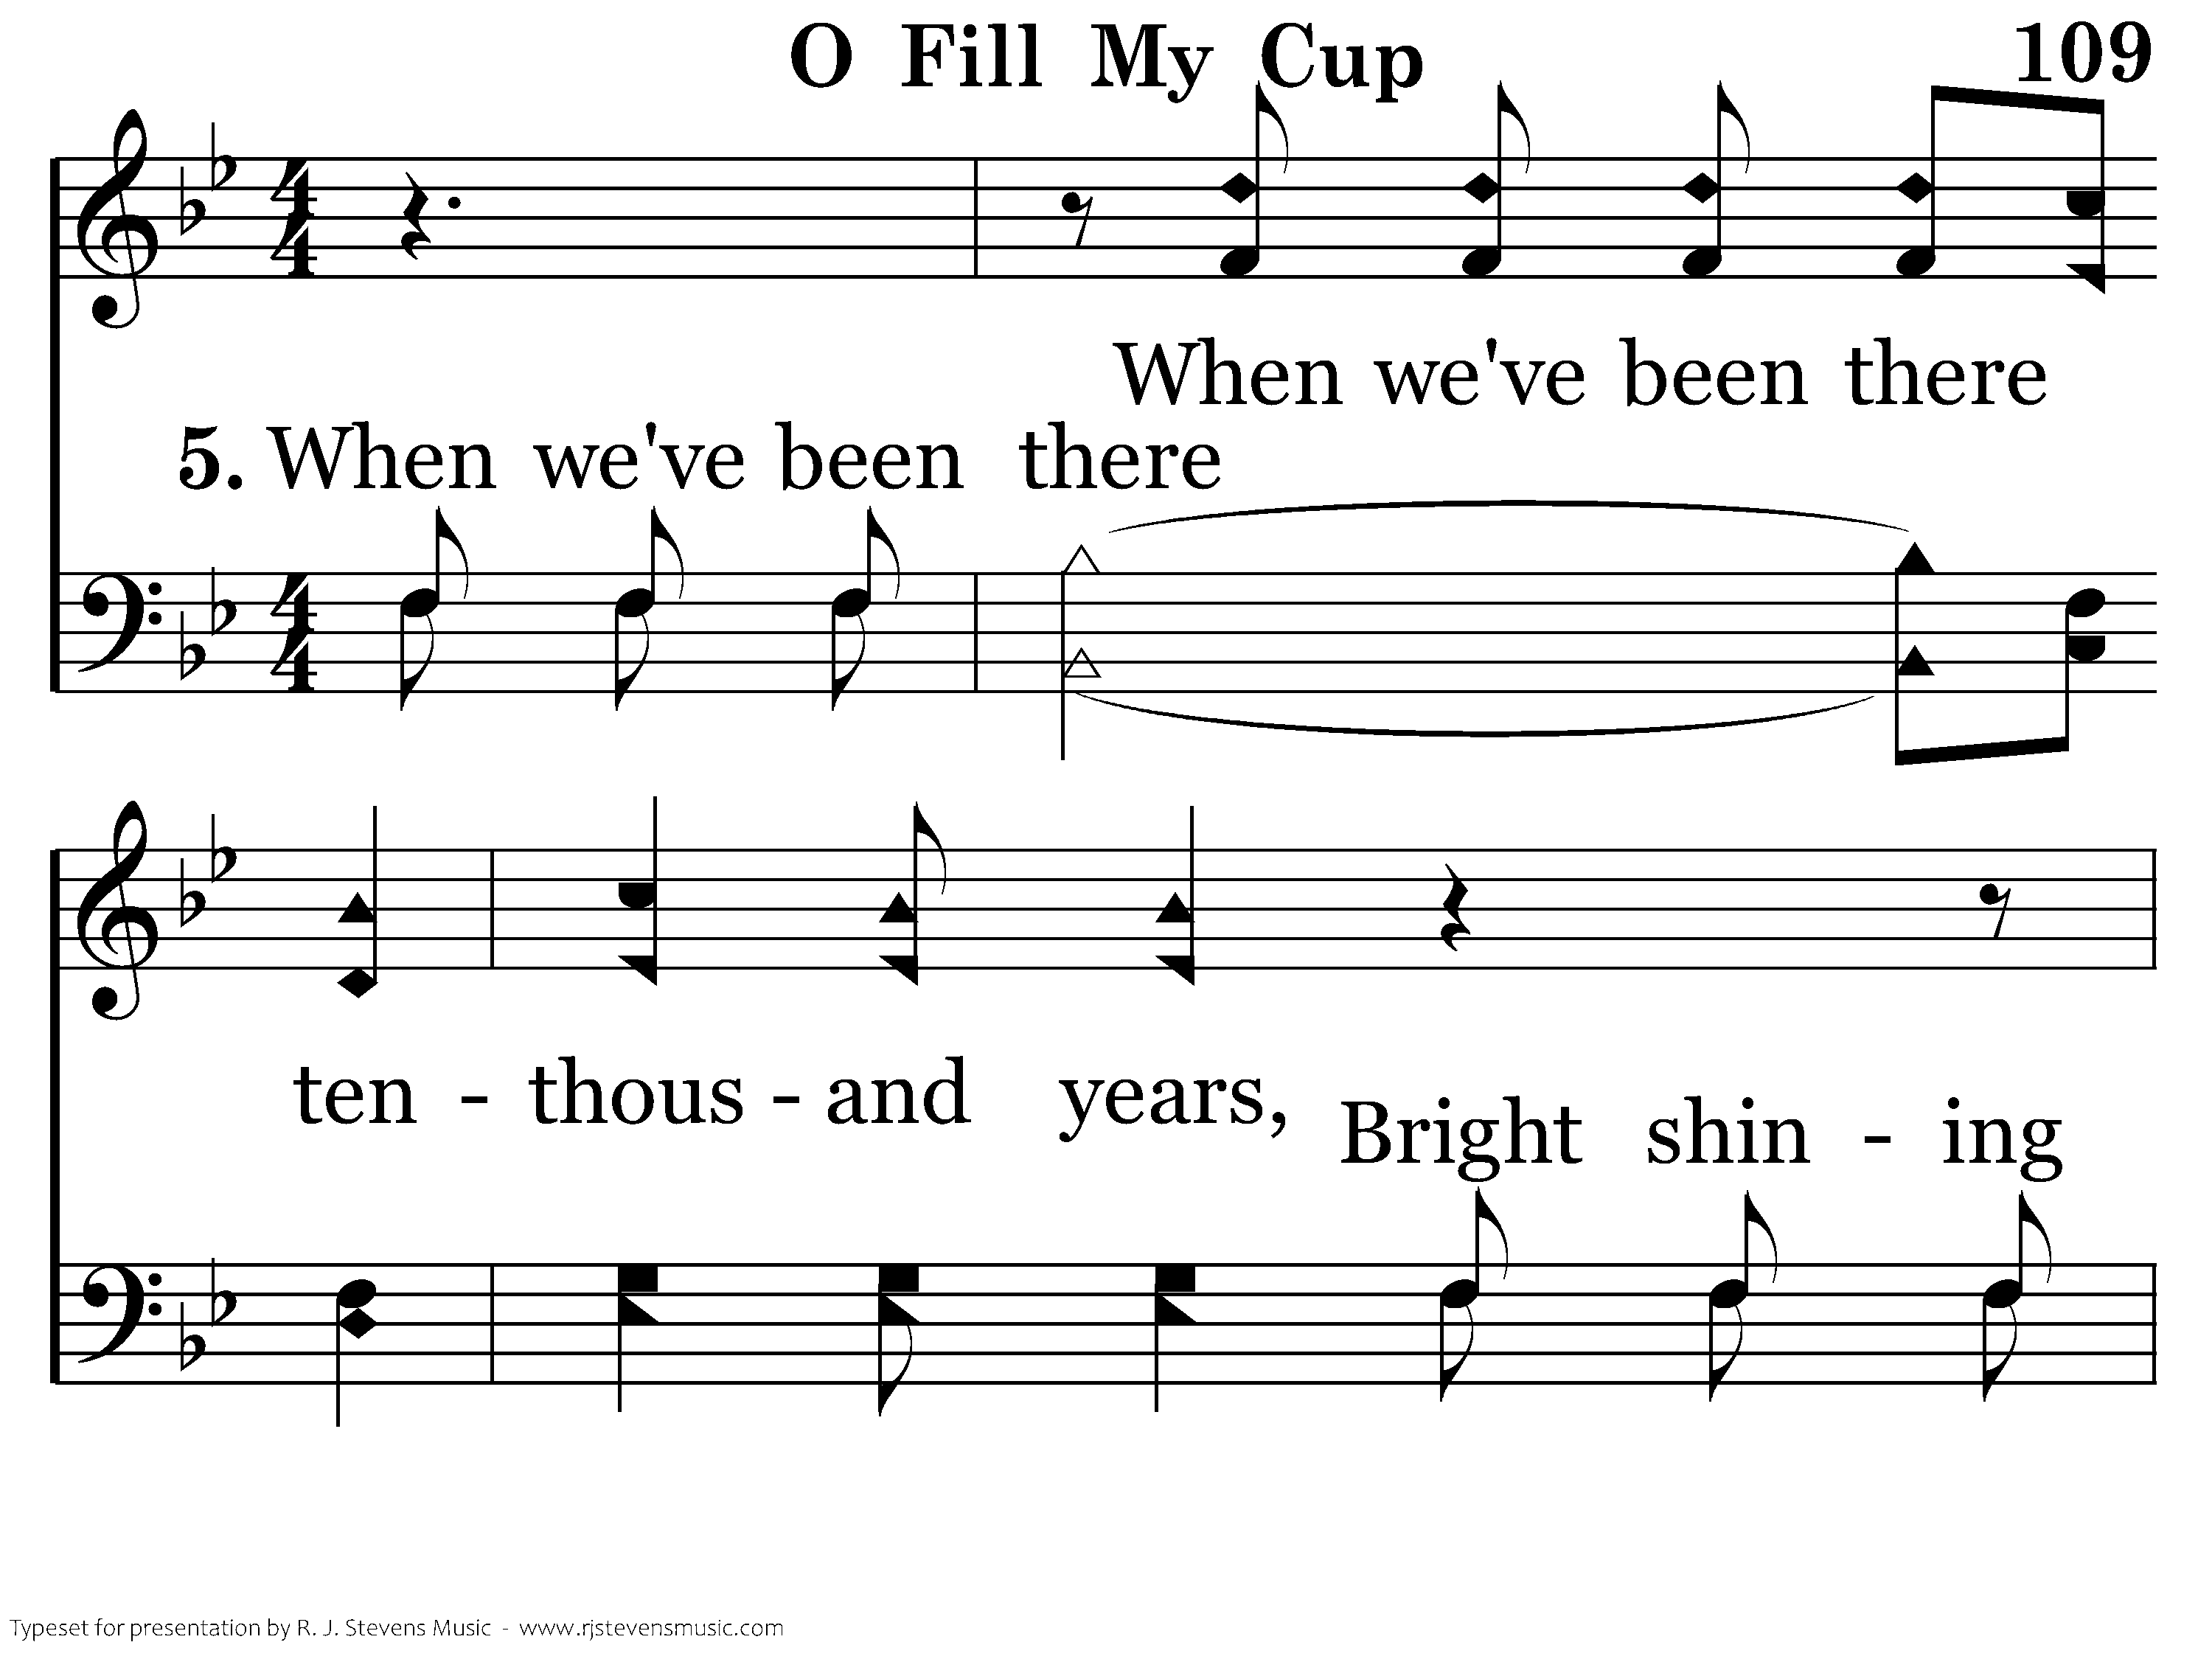 O Fill My Cup 109
When we've been there
5. When we've been there
ten - thous - and years,
Bright shin - ing
Typeset for presentation by R. J. Stevens Music - www.rjstevensmusic.com